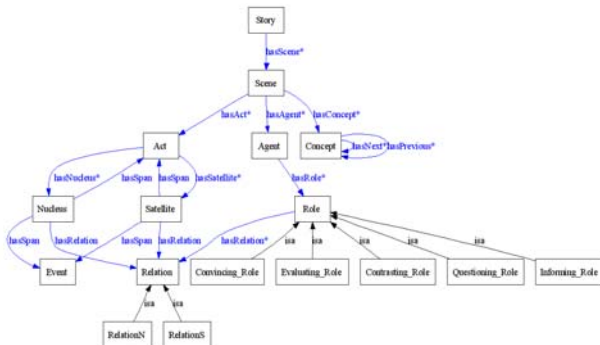 Story
hasScene*
Scene
hasAct* hasAgent* hasConcept*
Act Agent Concept hasNext* hasPrevious*
hasNucleus* hasSpan hasSpan hasSatellite* hasRole*
Nucleus Satellite Role
hasSpan hasRelation hasSpan hasRelation hasRelation* isa isa isa isa isa
Event Relation Convincing_Role Evaluating_Role Contrasting_Role Questioning_Role Informing_Role
isa isa
RelationN RelationS